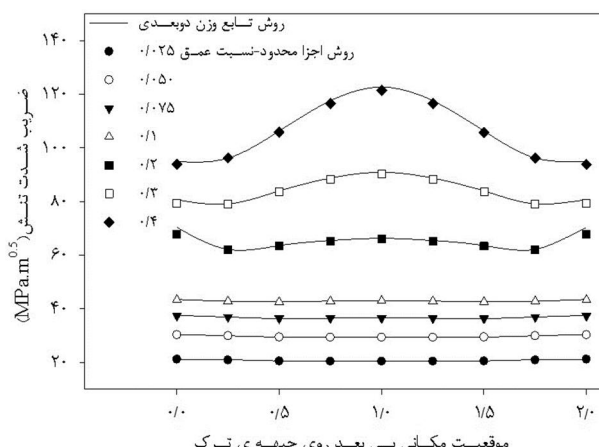 روش تابع وزن دوبعدی
روش اجزا محدود-نسبت عمق ۰/۰۲۵
۰/۰۵۰
۰/۰۷۵
۰/۱
۰/۲
۰/۳
۰/۴
ضریب شدت تنش(MPa.m^0.5)
۱۴۰
۱۲۰
۱۰۰
۸۰
۶۰
۴۰
۲۰
۰/۰ ۰/۵ ۱/۰ ۱/۵ ۲/۰
موقعیت مکانی بی بعد روی جبهه ی ترک